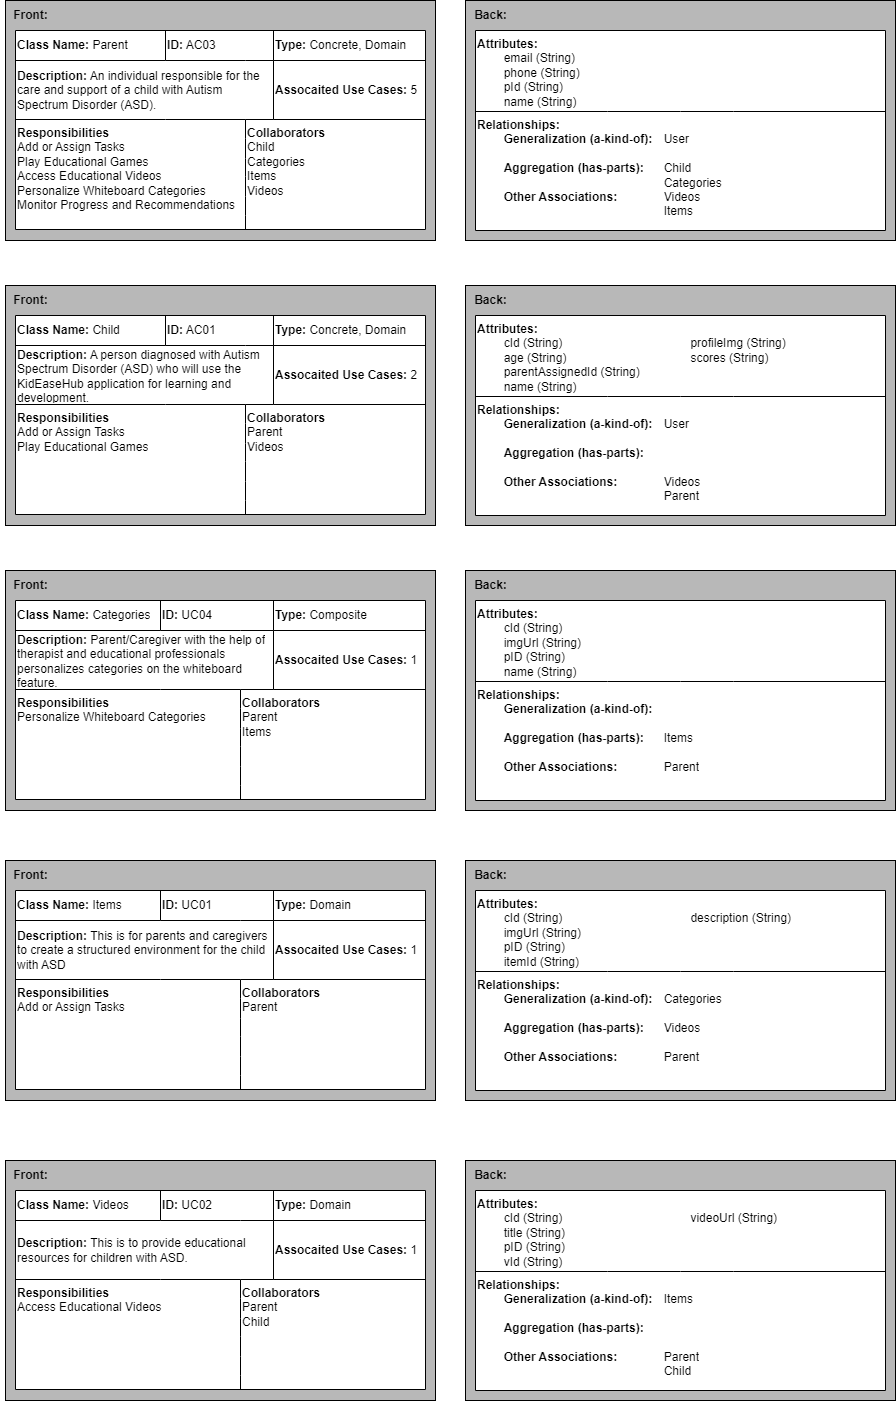 Front:
Class Name: Parent
ID: AC03
Type: Concrete, Domain
Description: An individual responsible for the
care and support of a child with Autism
Spectrum Disorder (ASD).
Assocaited Use Cases: 5
Responsibilities
Add or Assign Tasks
Play Educational Games
Access Educational Videos
Personalize Whiteboard Categories
Monitor Progress and Recommendations
Collaborators
Child
Categories
Items
Videos
Back:
Attributes:
email (String)
phone (String)
pId (String)
name (String)
Relationships:
Generalization (a-kind-of): User
Aggregation (has-parts): Child
Categories
Other Associations: Videos
Items
Front:
Class Name: Child
ID: AC01
Type: Concrete, Domain
Description: A person diagnosed with Autism
Spectrum Disorder (ASD) who will use the
KidEaseHub application for learning and
development.
Assocaited Use Cases: 2
Responsibilities
Add or Assign Tasks
Play Educational Games
Collaborators
Parent
Videos
Back:
Attributes:
cId (String) profileImg (String)
age (String) scores (String)
parentAssignedId (String)
name (String)
Relationships:
Generalization (a-kind-of): User
Aggregation (has-parts):
Other Associations: Videos
Parent
Front:
Class Name: Categories
ID: UC04
Type: Composite
Description: Parent/Caregiver with the help of
therapist and educational professionals
personalizes categories on the whiteboard
feature.
Assocaited Use Cases: 1
Responsibilities
Personalize Whiteboard Categories
Collaborators
Parent
Items
Back:
Attributes:
cId (String)
imgUrl (String)
pID (String)
name (String)
Relationships:
Generalization (a-kind-of):
Aggregation (has-parts): Items
Other Associations: Parent
Front:
Class Name: Items
ID: UC01
Type: Domain
Description: This is for parents and caregivers
to create a structured environment for the child
with ASD
Assocaited Use Cases: 1
Responsibilities
Add or Assign Tasks
Collaborators
Parent
Back:
Attributes:
cId (String) description (String)
imgUrl (String)
pID (String)
itemId (String)
Relationships:
Generalization (a-kind-of): Categories
Aggregation (has-parts): Videos
Other Associations: Parent
Front:
Class Name: Videos
ID: UC02
Type: Domain
Description: This is to provide educational
resources for children with ASD.
Assocaited Use Cases: 1
Responsibilities
Access Educational Videos
Collaborators
Parent
Child
Back:
Attributes:
cId (String) videoUrl (String)
title (String)
pID (String)
vId (String)
Relationships:
Generalization (a-kind-of): Items
Aggregation (has-parts):
Other Associations: Parent
Child